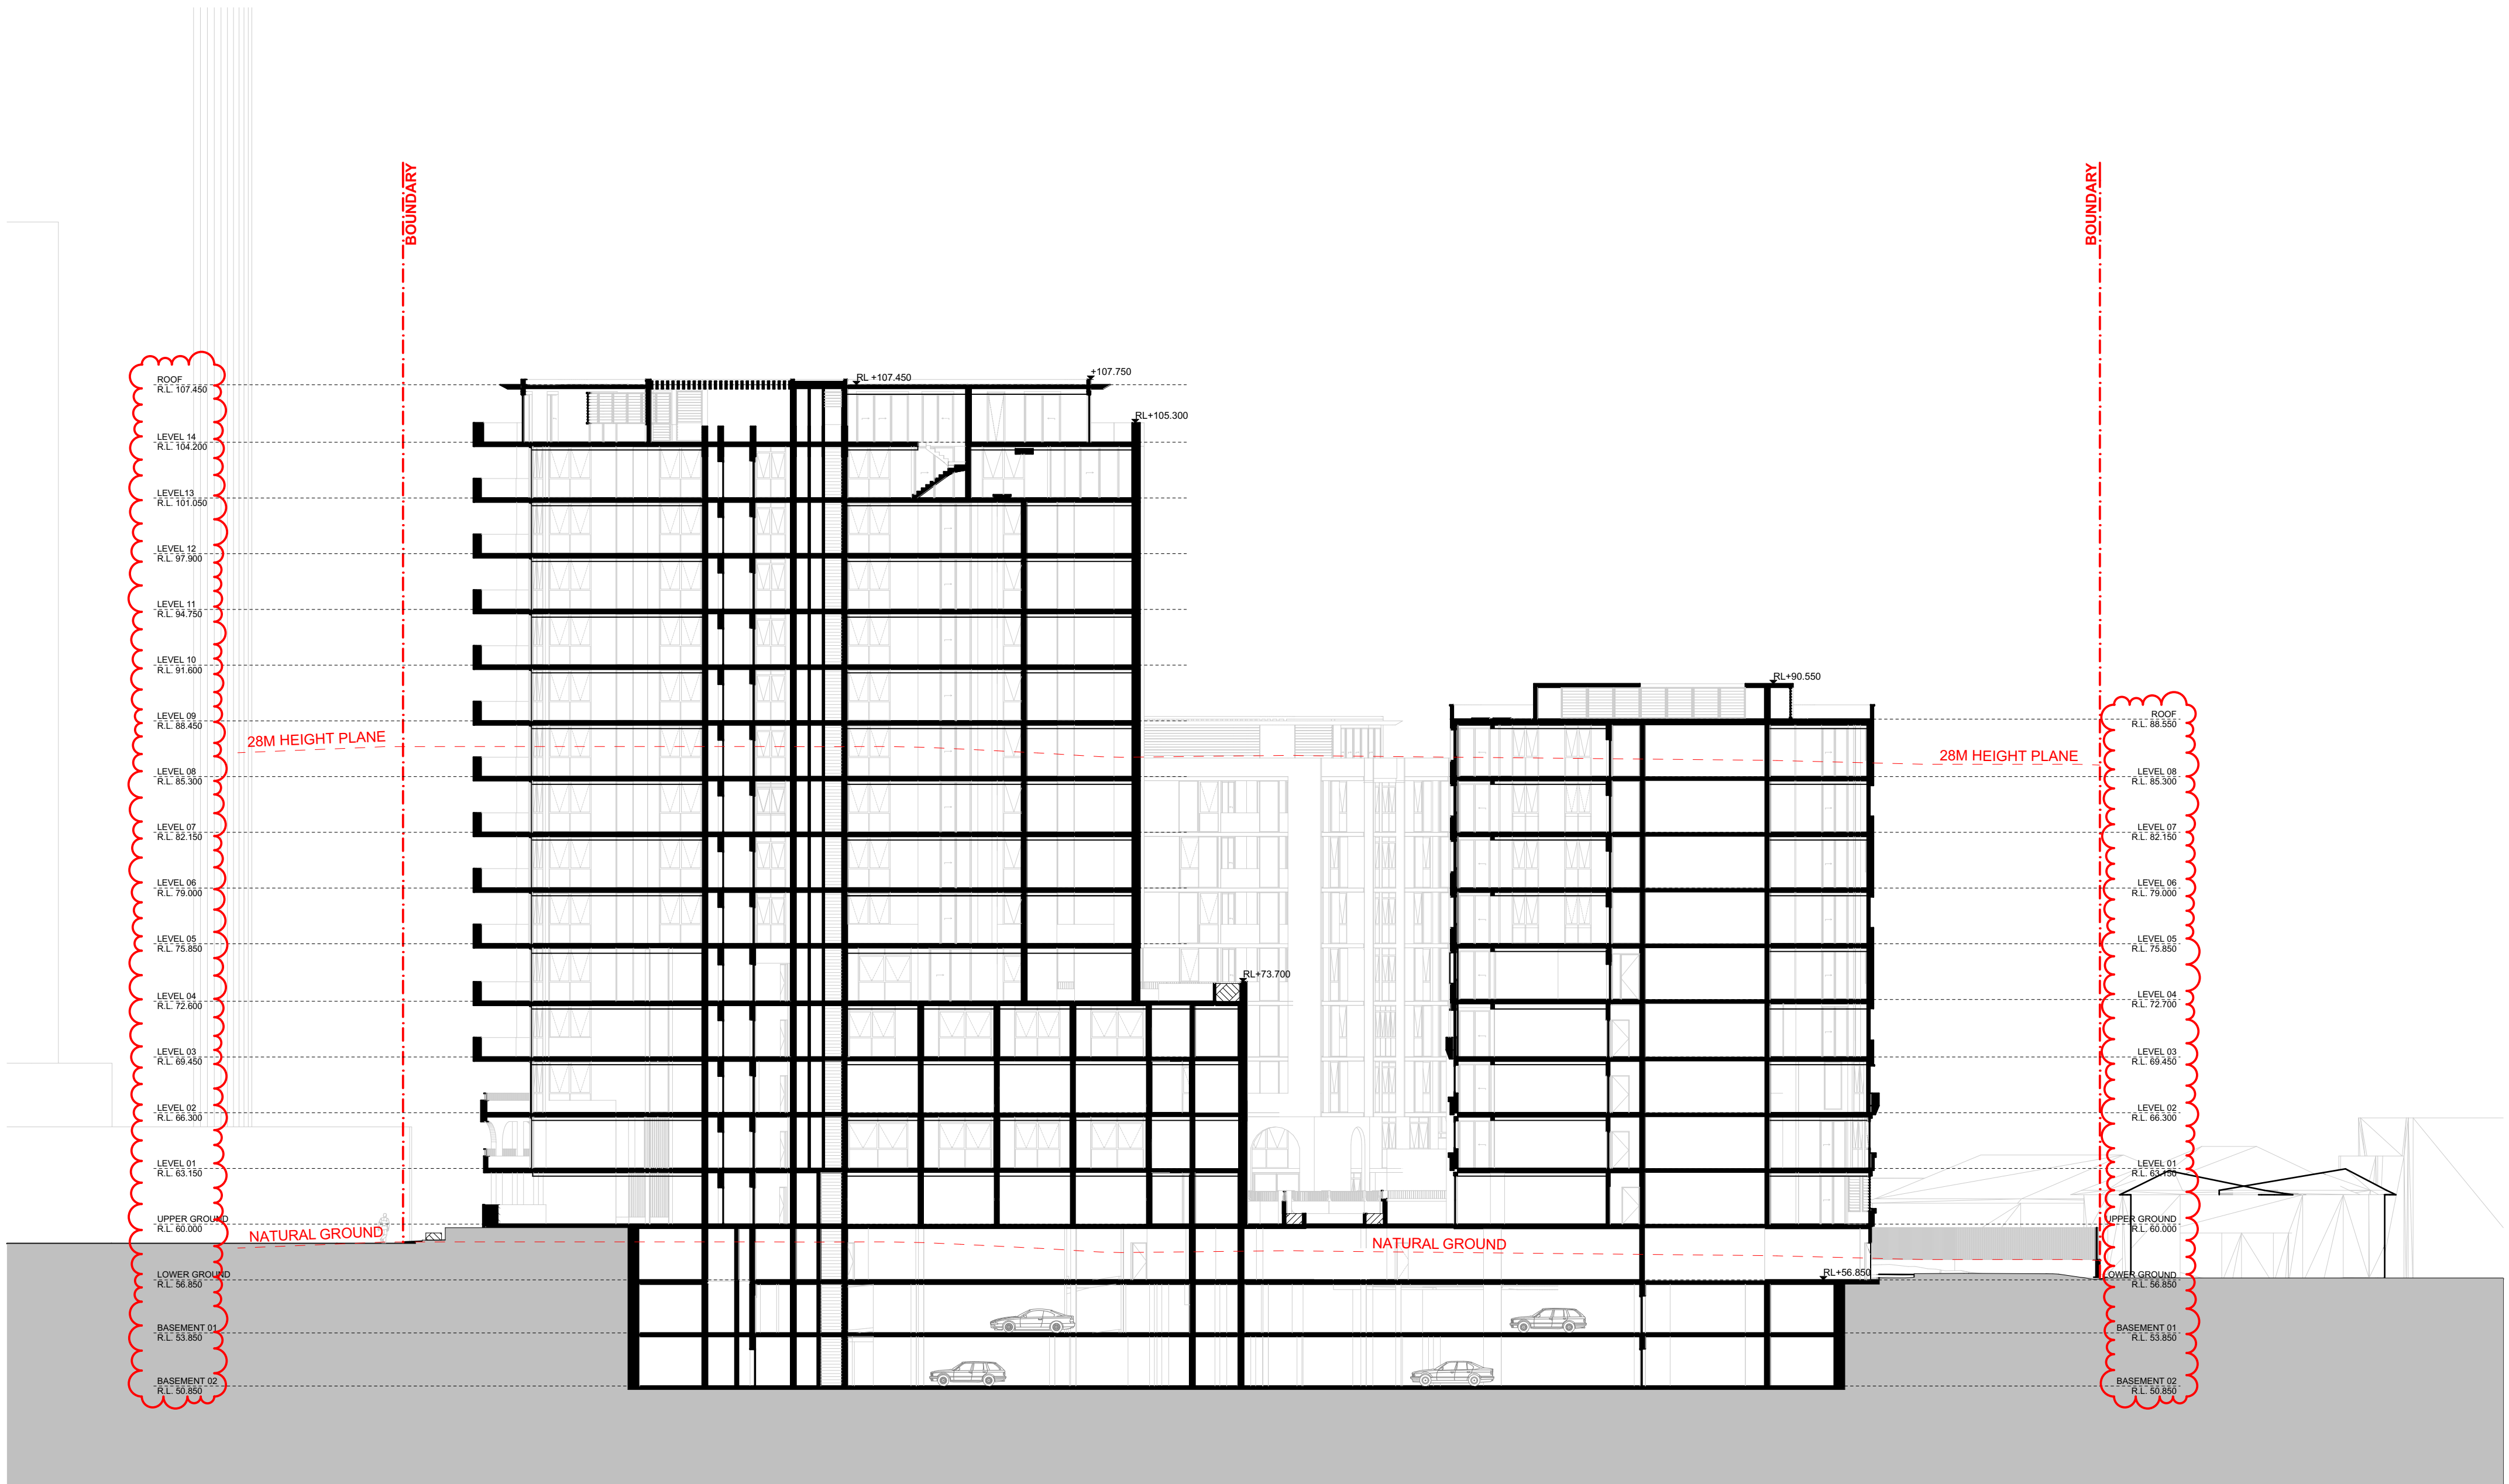 BOUNDARY
BOUNDARY
ROOF
R.L. 107.450
RL +107.450
+107.750
RL+105.300
LEVEL 14
R.L. 104.200
LEVEL13
R.L. 101.050
LEVEL 12
R.L. 97.900
LEVEL 11
R.L. 94.750
LEVEL 10
R.L. 91.600
LEVEL 09
R.L. 88.450
28M HEIGHT PLANE
LEVEL 08
R.L. 85.300
LEVEL 07
R.L. 82.150
LEVEL 06
R.L. 79.000
LEVEL 05
R.L. 75.850
LEVEL 04
R.L. 72.600
LEVEL 03
R.L. 69.450
LEVEL 02
R.L. 66.300
LEVEL 01
R.L. 63.150
UPPER GROUND
R.L. 60.000
NATURAL GROUND
LOWER GROUND
R.L. 56.850
BASEMENT 01
R.L. 53.850
BASEMENT 02
R.L. 50.850
RL+73.700
RL+90.550
NATURAL GROUND
RL+56.850
ROOF
R.L. 88.550
28M HEIGHT PLANE
LEVEL 08
R.L. 85.300
LEVEL 07
R.L. 82.150
LEVEL 06
R.L. 79.000
LEVEL 05
R.L. 75.850
LEVEL 04
R.L. 72.700
LEVEL 03
R.L. 69.450
LEVEL 02
R.L. 66.300
LEVEL 01
R.L. 63.150
UPPER GROUND
R.L. 60.000
LOWER GROUND
R.L. 56.850
BASEMENT 01
R.L. 53.850
BASEMENT 02
R.L. 50.850